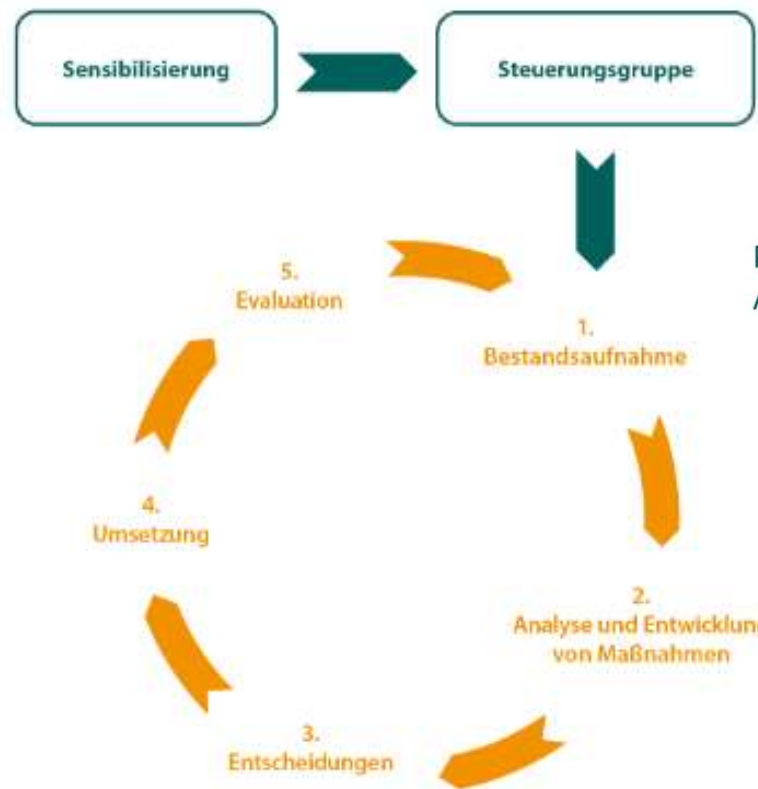 Sensibilisierung
Steuerungsgruppe
1.
Bestandsaufnahme
2.
Analyse und Entwicklun
von Maßnahmen
3.
Entscheidungen
4.
Umsetzung
5.
Evaluation